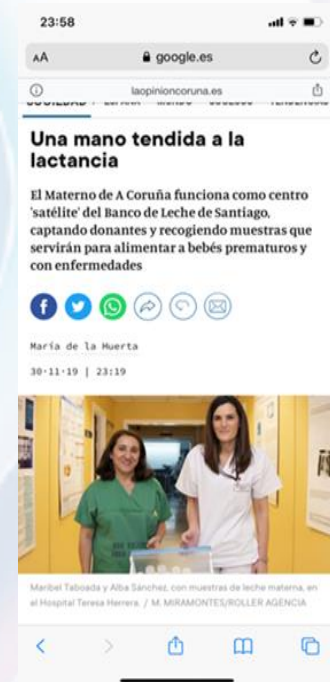 23:58
AA
google.es
laopinioncoruna.es
Una mano tendida a la
lactancia
El Materno de A Coruña funciona como centro
'satélite' del Banco de Leche de Santiago,
captando donantes y recogiendo muestras que
servirán para alimentar a bebés prematuros y
con enfermedades
María de la Huerta
30·11·19 | 23:19
Maribel Taboada y Alba Sánchez, con muestras de leche materna, en
el Hospital Teresa Herrera. / M. MIRAMONTES/ROLLER AGENCIA